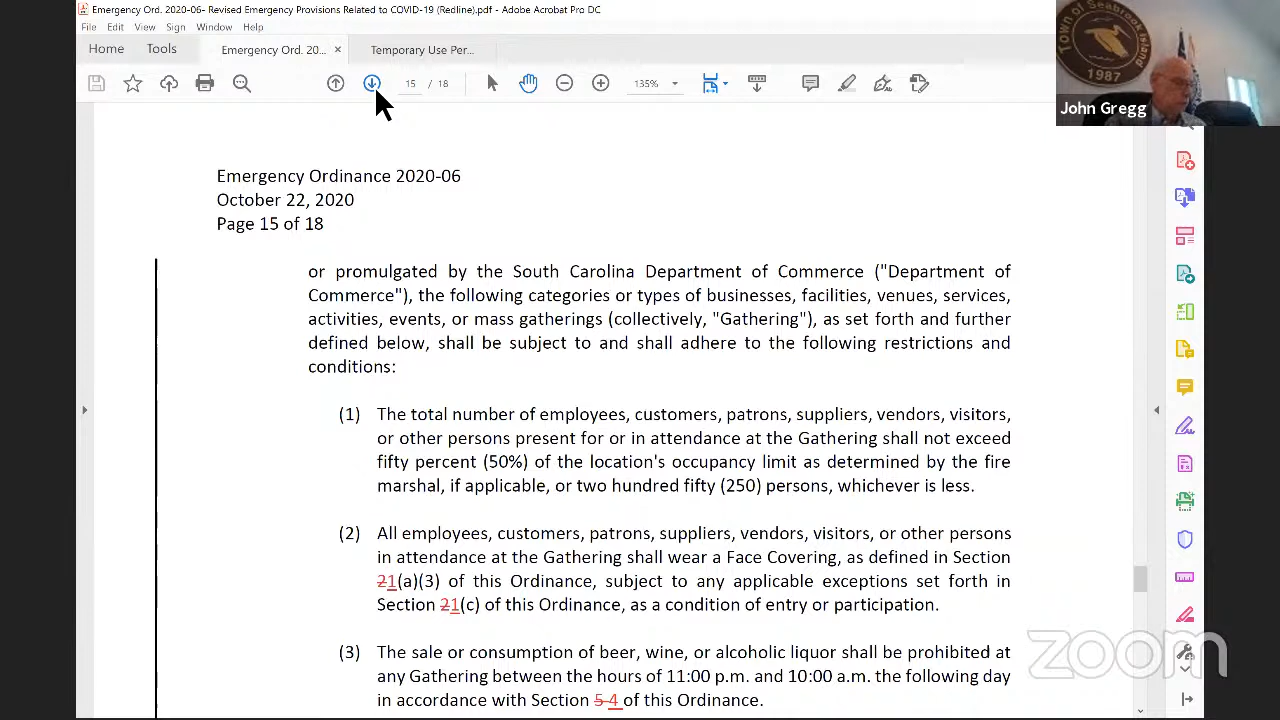 Emergency Ord. 2020-06- Revised Emergency Provisions Related to COVID-19 (Redline).pdf - Adobe Acrobat Pro DC
File Edit View Sign Window Help
Home Tools Emergency Ord. 20... × Temporary Use Per...
15 / 18 135%
Town of Seabrook Island
1987
John Gregg
Emergency Ordinance 2020-06
October 22, 2020
Page 15 of 18
or promulgated by the South Carolina Department of Commerce ("Department of
Commerce"), the following categories or types of businesses, facilities, venues, services,
activities, events, or mass gatherings (collectively, "Gathering"), as set forth and further
defined below, shall be subject to and shall adhere to the following restrictions and
conditions:
(1) The total number of employees, customers, patrons, suppliers, vendors, visitors,
or other persons present for or in attendance at the Gathering shall not exceed
fifty percent (50%) of the location's occupancy limit as determined by the fire
marshal, if applicable, or two hundred fifty (250) persons, whichever is less.
(2) All employees, customers, patrons, suppliers, vendors, visitors, or other persons
in attendance at the Gathering shall wear a Face Covering, as defined in Section
21(a)(3) of this Ordinance, subject to any applicable exceptions set forth in
Section 21(c) of this Ordinance, as a condition of entry or participation.
(3) The sale or consumption of beer, wine, or alcoholic liquor shall be prohibited at
any Gathering between the hours of 11:00 p.m. and 10:00 a.m. the following day
in accordance with Section 5 4 of this Ordinance.
zoom